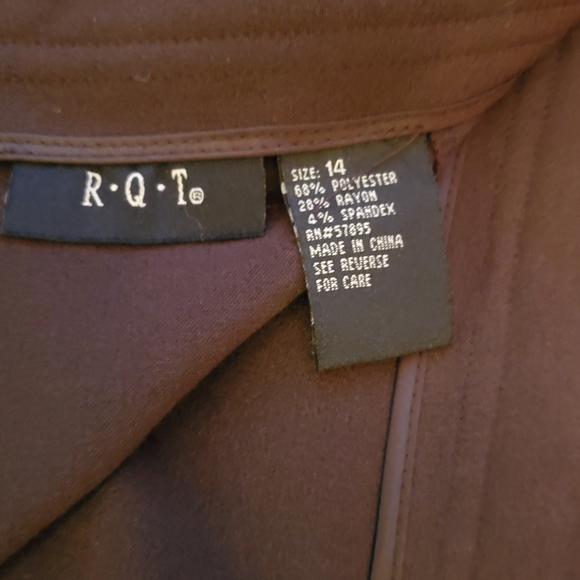 R·Q·T®
SIZE: 14
68% POLYESTER
28% RAYON
4% SPANDEX
RN#57895
MADE IN CHINA
SEE REVERSE
FOR CARE